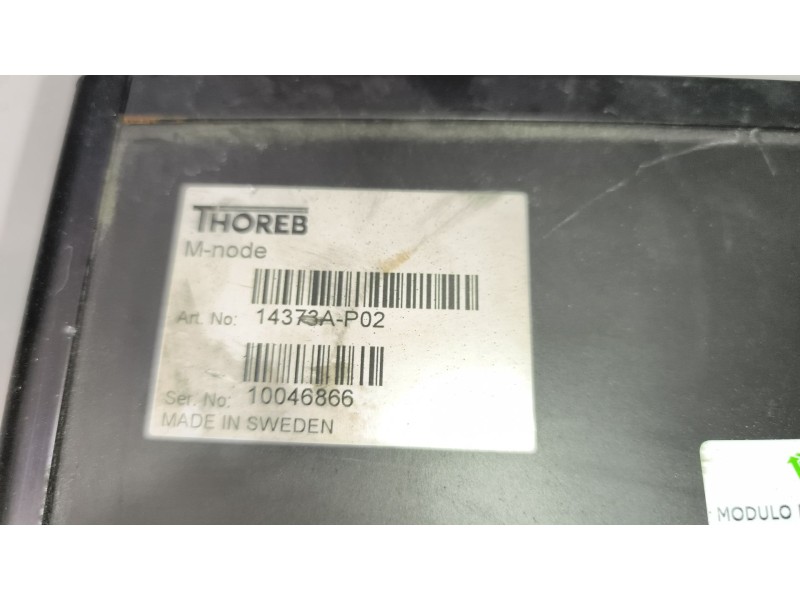 THOREB
M-node
Art. No: 14373A-P02
Ser. No: 10046866
MADE IN SWEDEN
MODULO